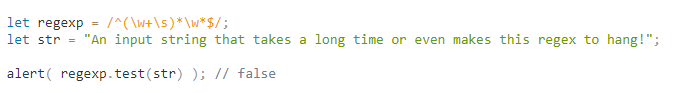 let regexp = /^(\w+\s)*\w*$/;
let str = "An input string that takes a long time or even makes this regex to hang!";
alert( regexp.test(str) ); // false